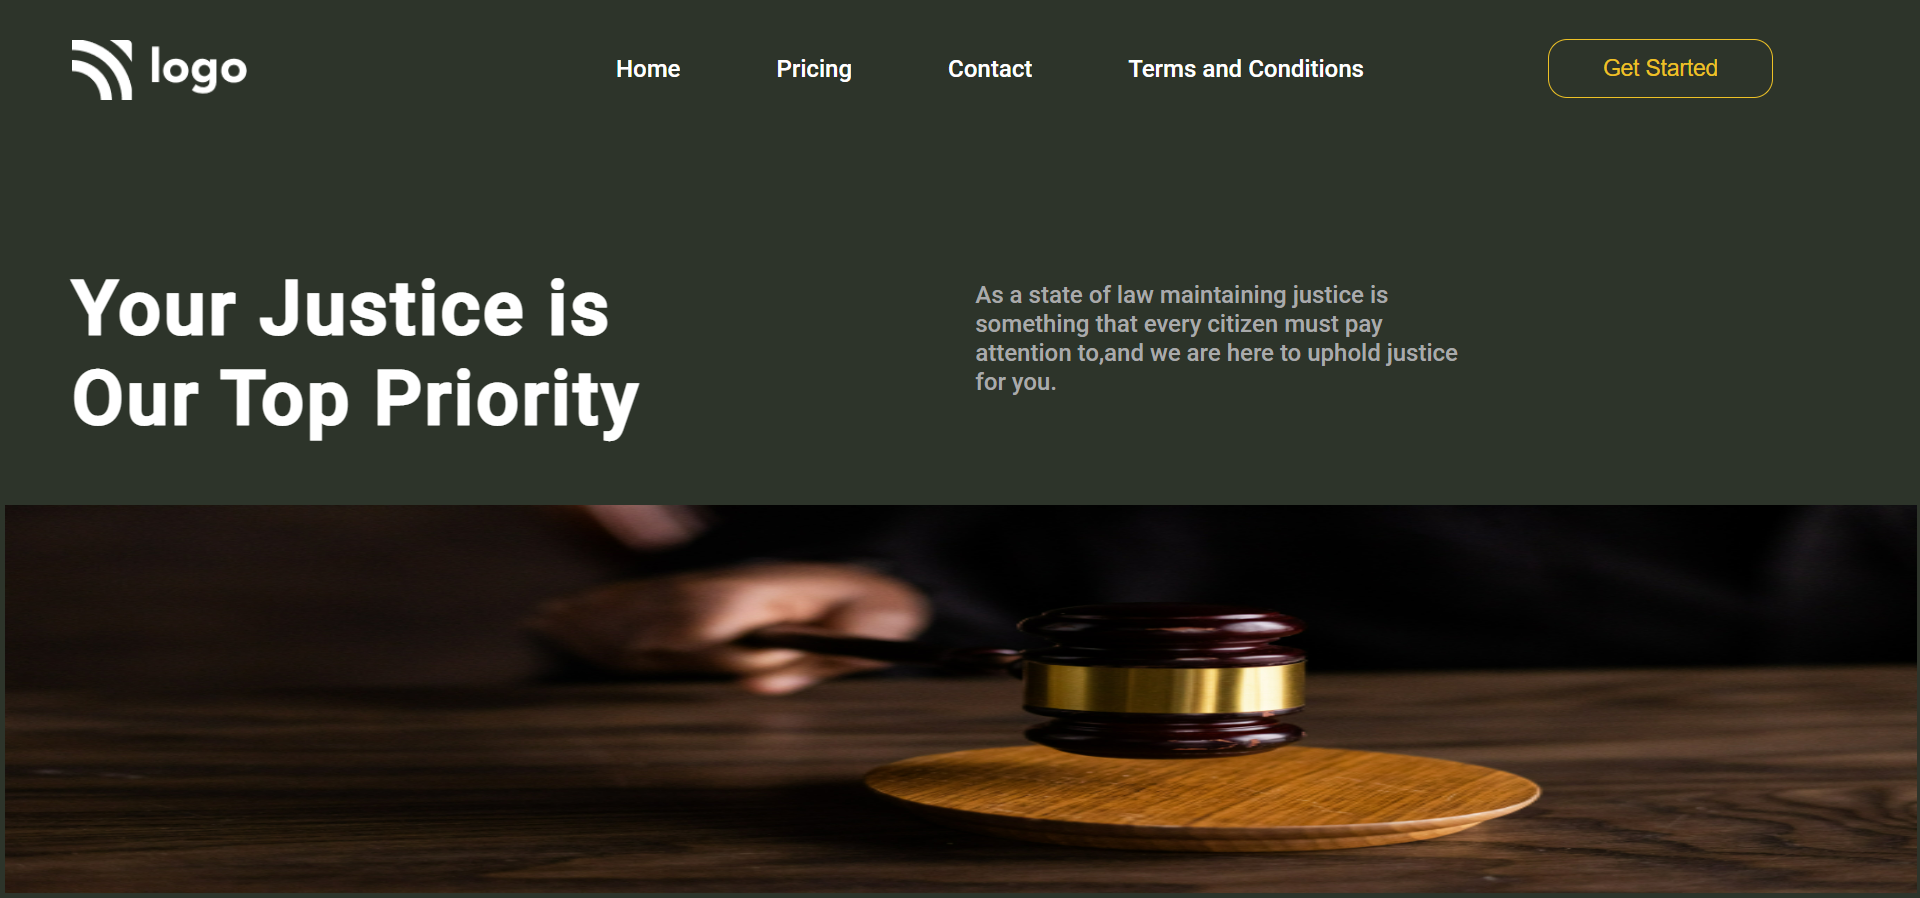 logo
Home
Pricing
Contact
Terms and Conditions
Get Started
Your Justice is
Our Top Priority
As a state of law maintaining justice is
something that every citizen must pay
attention to,and we are here to uphold justice
for you.